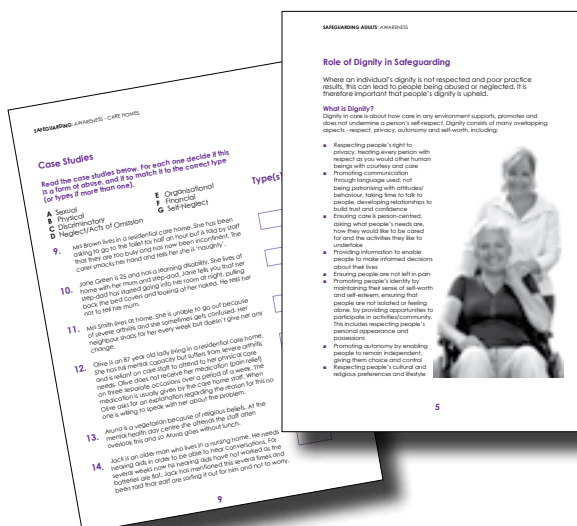 SAFEGUARDING: AWARENESS - CARE HOMES
Case Studies
Read the case studies below. For each one decide if this
is a form of abuse, and if so match it to the correct type
(or types if more than one).
Type(s)
A Sexual
B Physical
C Discriminatory
D Neglect/Acts of Omission
E Organisational
F Financial
G Self-Neglect
9. Mrs Brown lives in a residential care home. She has been
asking to go to the toilet for half an hour but is told by staff
that they are too busy and has now been incontinent. The
carer smacks her hand and tells her she is 'naughty'.
10. Jane Green is 25 and has a learning disability. She lives at
home with her mum and step-dad. Jane tells you that her
step-dad has started going into her room at night, pulling
back the bed covers and looking at her naked. He tells her
not to tell her mum.
11. Mrs Smith lives at home. She is unable to go out because
of severe arthritis and she sometimes gets confused. Her
neighbour shops for her every week but doesn't give her any
change.
12. Olive is an 87 year old lady living in a residential care home.
She has full mental capacity but suffers from severe arthritis
and is reliant on care staff to attend to her physical care
needs. Olive does not receive her medication (pain relief)
on three separate occasions over a period of a week. The
medication is usually given by the care home staff. When
Olive asks for an explanation regarding the reason for this no
one is willing to speak with her about the problem.
13. Aruna is a vegetarian because of religious beliefs. At the
mental health day centre she attends the staff often
overlook this and so Aruna goes without lunch.
14. Jack is an older man who lives in a nursing home. He needs
hearing aids in order to be able to hear conversations. For
several weeks now his hearing aids have not worked as the
batteries are flat. Jack has mentioned this several times and
been told that staff are sorting it out for him and not to worry.
9
SAFEGUARDING ADULTS: AWARENESS
Role of Dignity in Safeguarding
Where an individual's dignity is not respected and poor practice
results, this can lead to people being abused or neglected. It is
therefore important that people's dignity is upheld.
What is Dignity?
Dignity in care is about how care in any environment supports, promotes and
does not undermine a person's self-respect. Dignity consists of many overlapping
aspects - respect, privacy, autonomy and self-worth, including:
Respecting people's right to
privacy, treating every person with
respect as you would other human
beings with courtesy and care
Promoting communication
through language used, not
being patronising with attitudes/
behaviour, taking time to talk to
people, developing relationships to
build trust and confidence
Ensuring care is person-centred,
asking what people's needs are,
how they would like to be cared
for and the activities they like to
undertake
Providing information to enable
people to make informed decisions
about their lives
Ensuring people are not left in pain
Promoting people's identity by
maintaining their sense of self-worth
and self-esteem, ensuring that
people are not isolated or feeling
alone, by providing opportunities to
participate in activities/community.
This includes respecting people's
personal appearance and
possessions
Promoting autonomy by enabling
people to remain independent,
giving them choice and control
Respecting people's cultural and
religious preferences and lifestyle
5